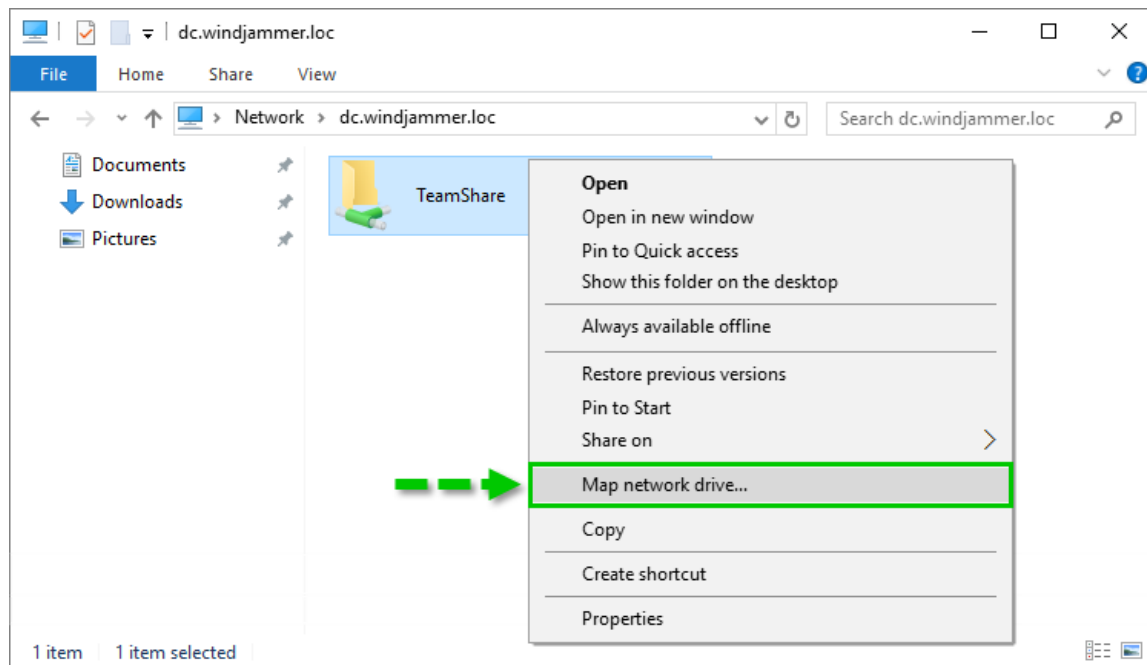 dc.windjammer.loc
File Home Share View
Network dc.windjammer.loc Search dc.windjammer.loc
Documents
Downloads
Pictures
TeamShare
Open
Open in new window
Pin to Quick access
Show this folder on the desktop
Always available offline
Restore previous versions
Pin to Start
Share on
Map network drive...
Copy
Create shortcut
Properties
1 item 1 item selected